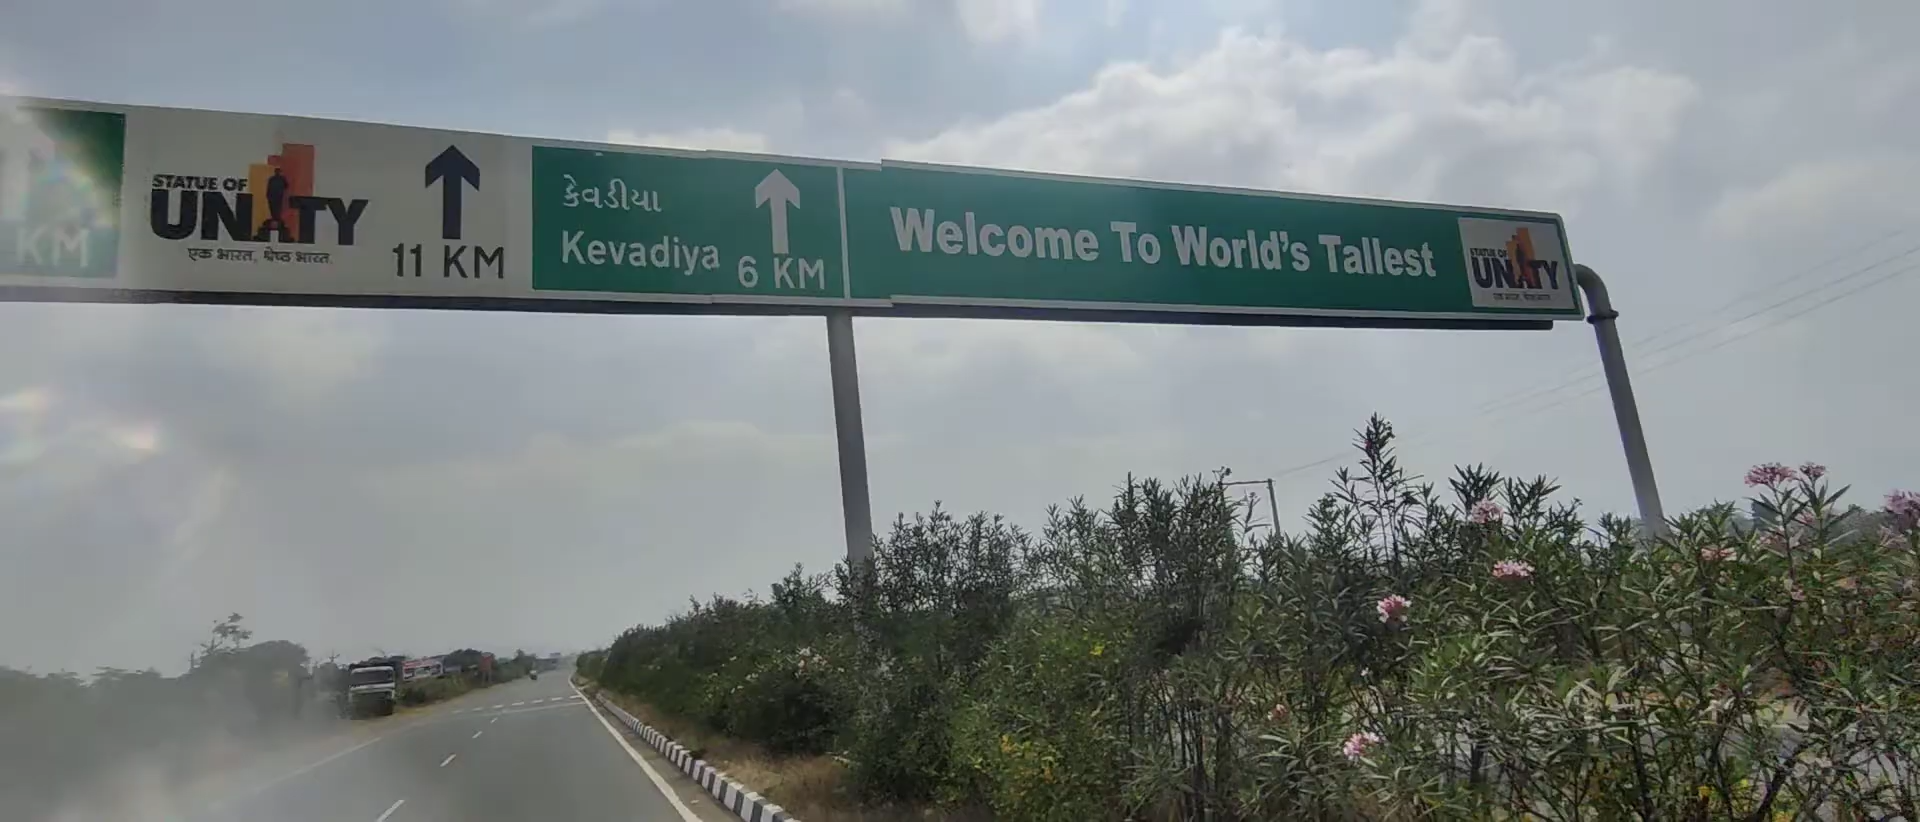 KM
STATUE OF
UNITY
एक भारत, श्रेष्ठ भारत.
11 KM
કેવડીયા
Kevadiya
6 KM
Welcome To World's Tallest
STATUE OF
UNITY